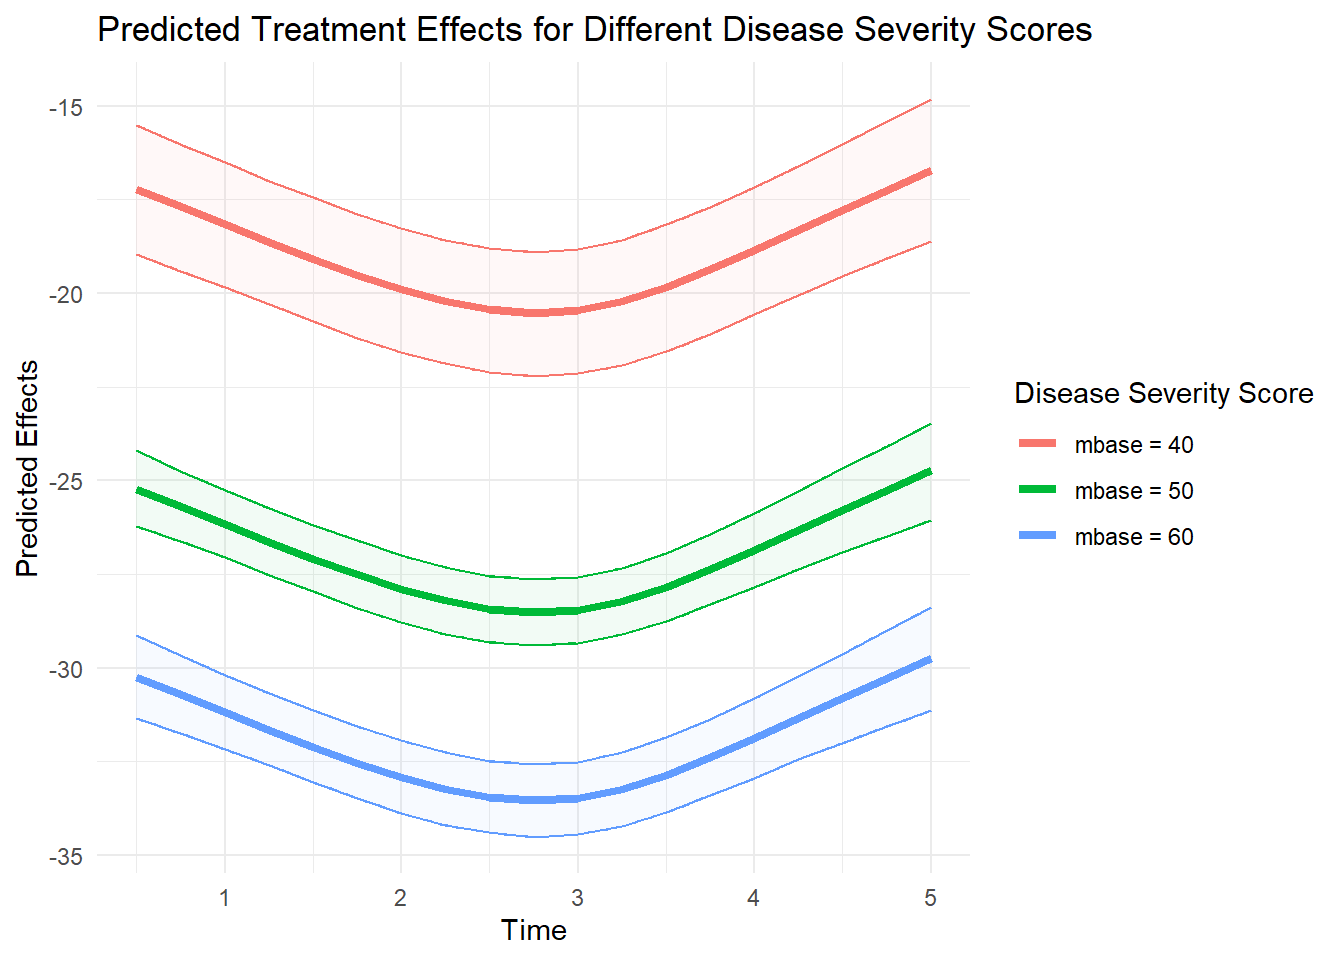 Predicted Treatment Effects for Different Disease Severity Scores
Predicted Effects
-15
-20
-25
-30
-35
1 2 3 4 5
Time
Disease Severity Score
mbase = 40
mbase = 50
mbase = 60